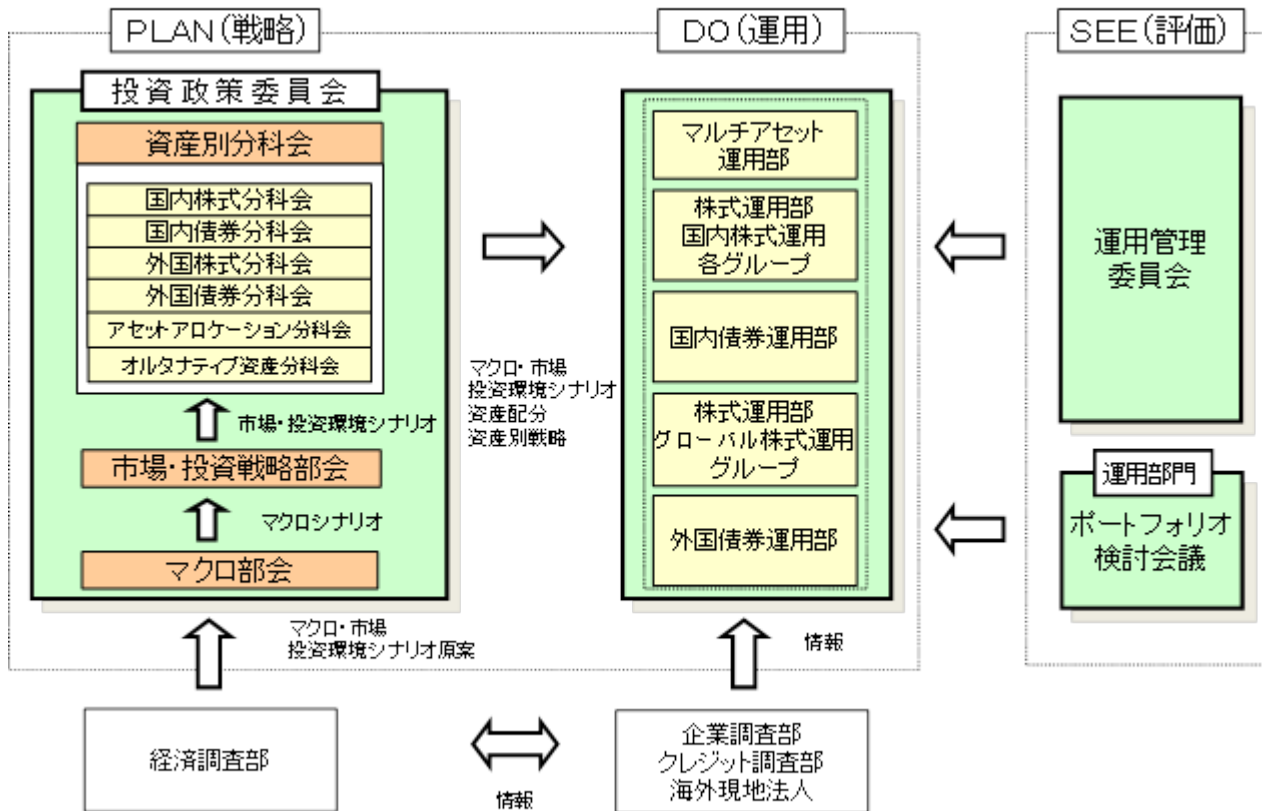 PLAN(戦略)
DO(運用)
SEE(評価)
投資政策委員会
資産別分科会
国内株式分科会
国内債券分科会
外国株式分科会
外国債券分科会
アセットアロケーション分科会
オルタナティブ資産分科会
市場・投資環境シナリオ
市場・投資戦略部会
マクロシナリオ
マクロ部会
マクロ・市場
投資環境シナリオ原案
経済調査部
マクロ・市場
投資環境シナリオ
資産配分
資産別戦略
マルチアセット
運用部
株式運用部
国内株式運用
各グループ
国内債券運用部
株式運用部
グローバル株式運用
グループ
外国債券運用部
情報
企業調査部
クレジット調査部
海外現地法人
情報
運用管理
委員会
運用部門
ポートフォリオ
検討会議